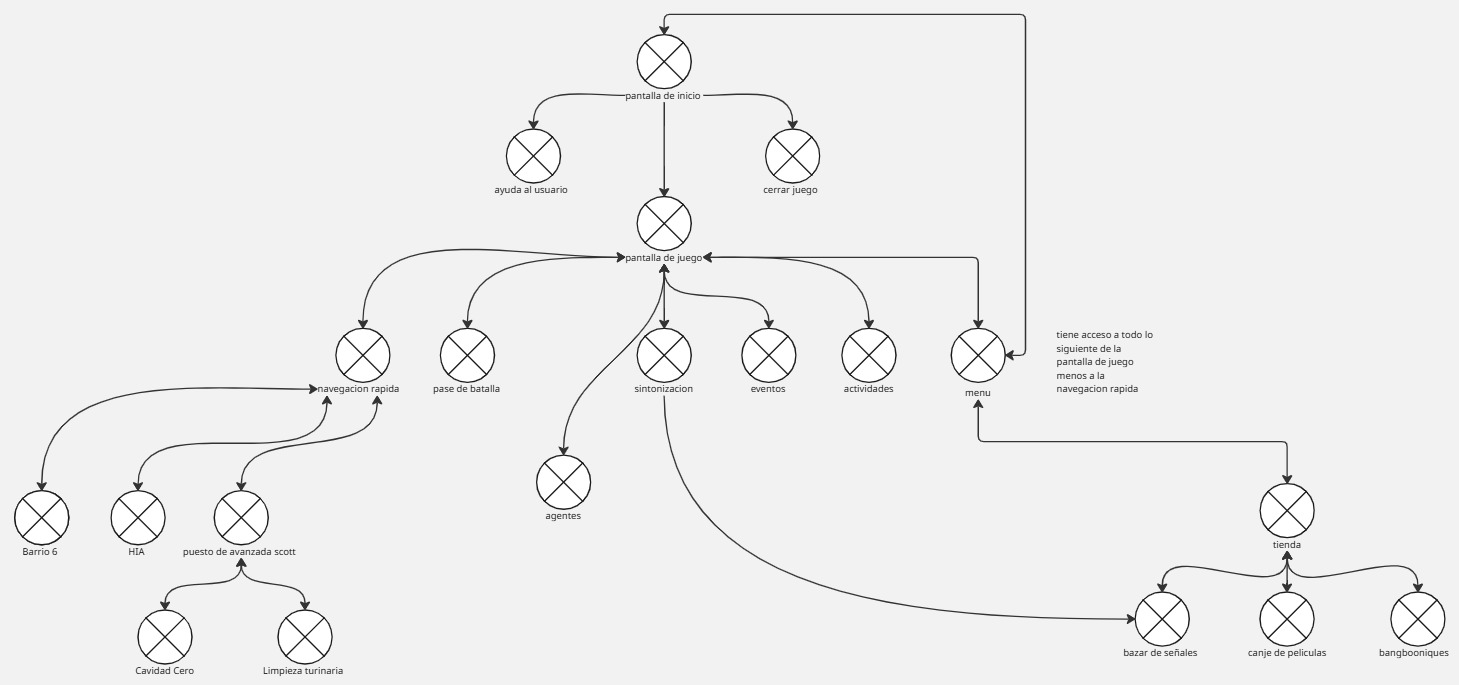 pantalla de inicio
ayuda al usuario
cerrar juego
pantalla de juego
tiene acceso a todo lo
siguiente de la
pantalla de juego
menos a la
navegacion rapida
navegacion rapida
pase de batalla
sintonizacion
eventos
actividades
menu
agentes
Barrio 6
HIA
puesto de avanzada scott
tienda
Cavidad Cero
Limpieza turinaria
bazar de señales
canje de peliculas
bangbooniques